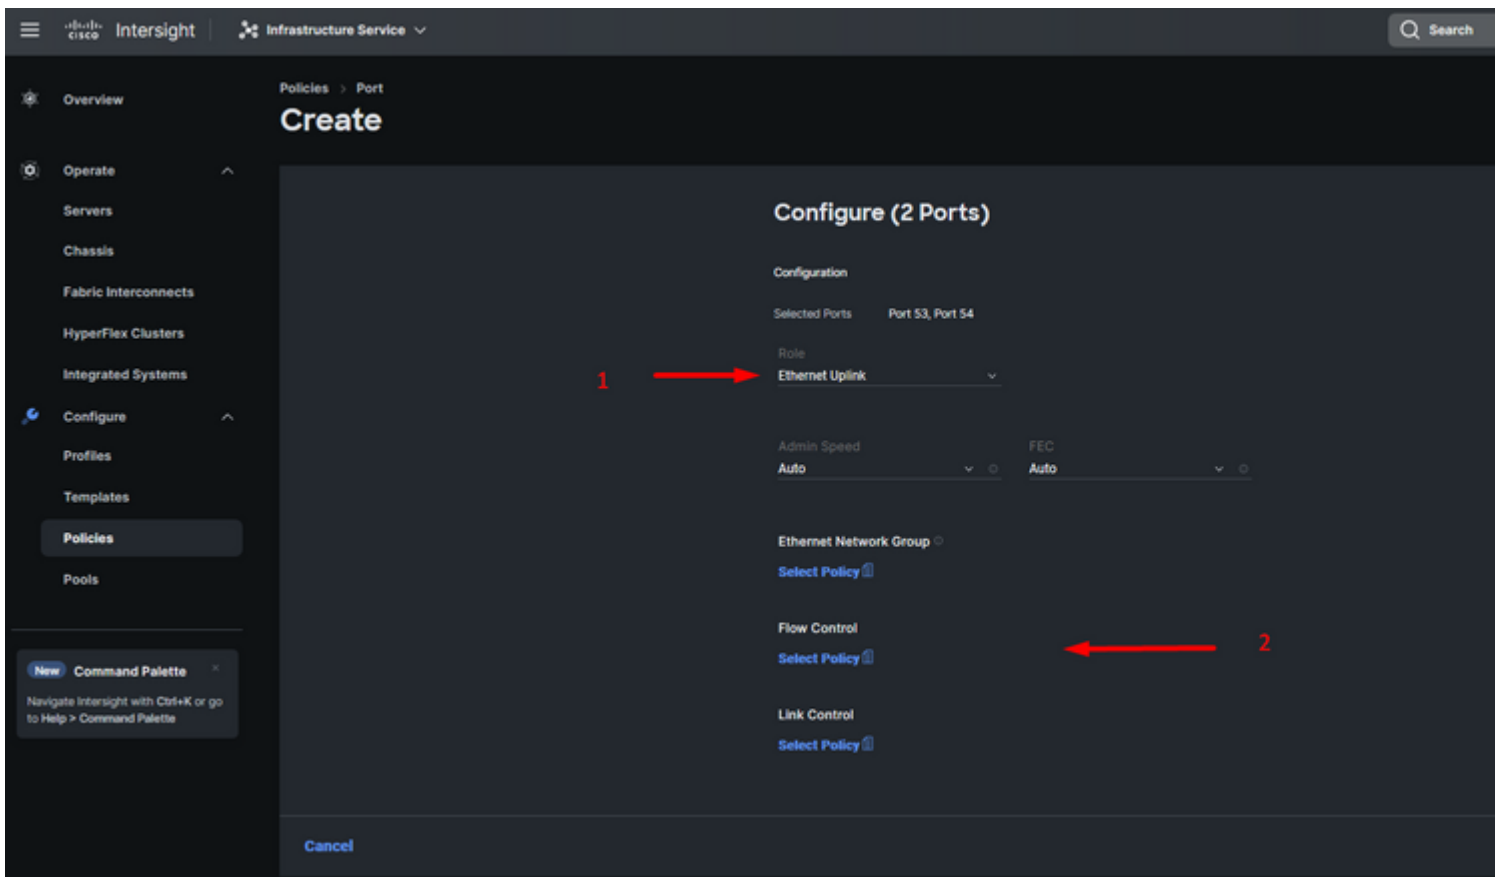 cisco Intersight Infrastructure Service Search
Overview
Policies > Port
Create
Operate
Servers
Chassis
Fabric Interconnects
HyperFlex Clusters
Integrated Systems
Configure
Profiles
Templates
Policies
Pools
New Command Palette ×
Navigate Intersight with Ctrl+K or go
to Help > Command Palette
Configure (2 Ports)
Configuration
Selected Ports Port 53, Port 54
Role
1 Ethernet Uplink
Admin Speed FEC
Auto Auto
Ethernet Network Group
Select Policy
Flow Control
Select Policy 2
Link Control
Select Policy
Cancel